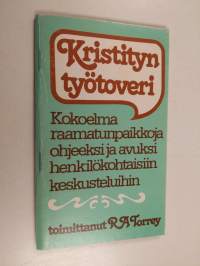 Kristityn
työtoveri
Kokoelma
raamatunpaikkoja
ohjeeksi ja avuksi
henkilökohtaisiin
keskusteluihin
toimittanut R A Torrey